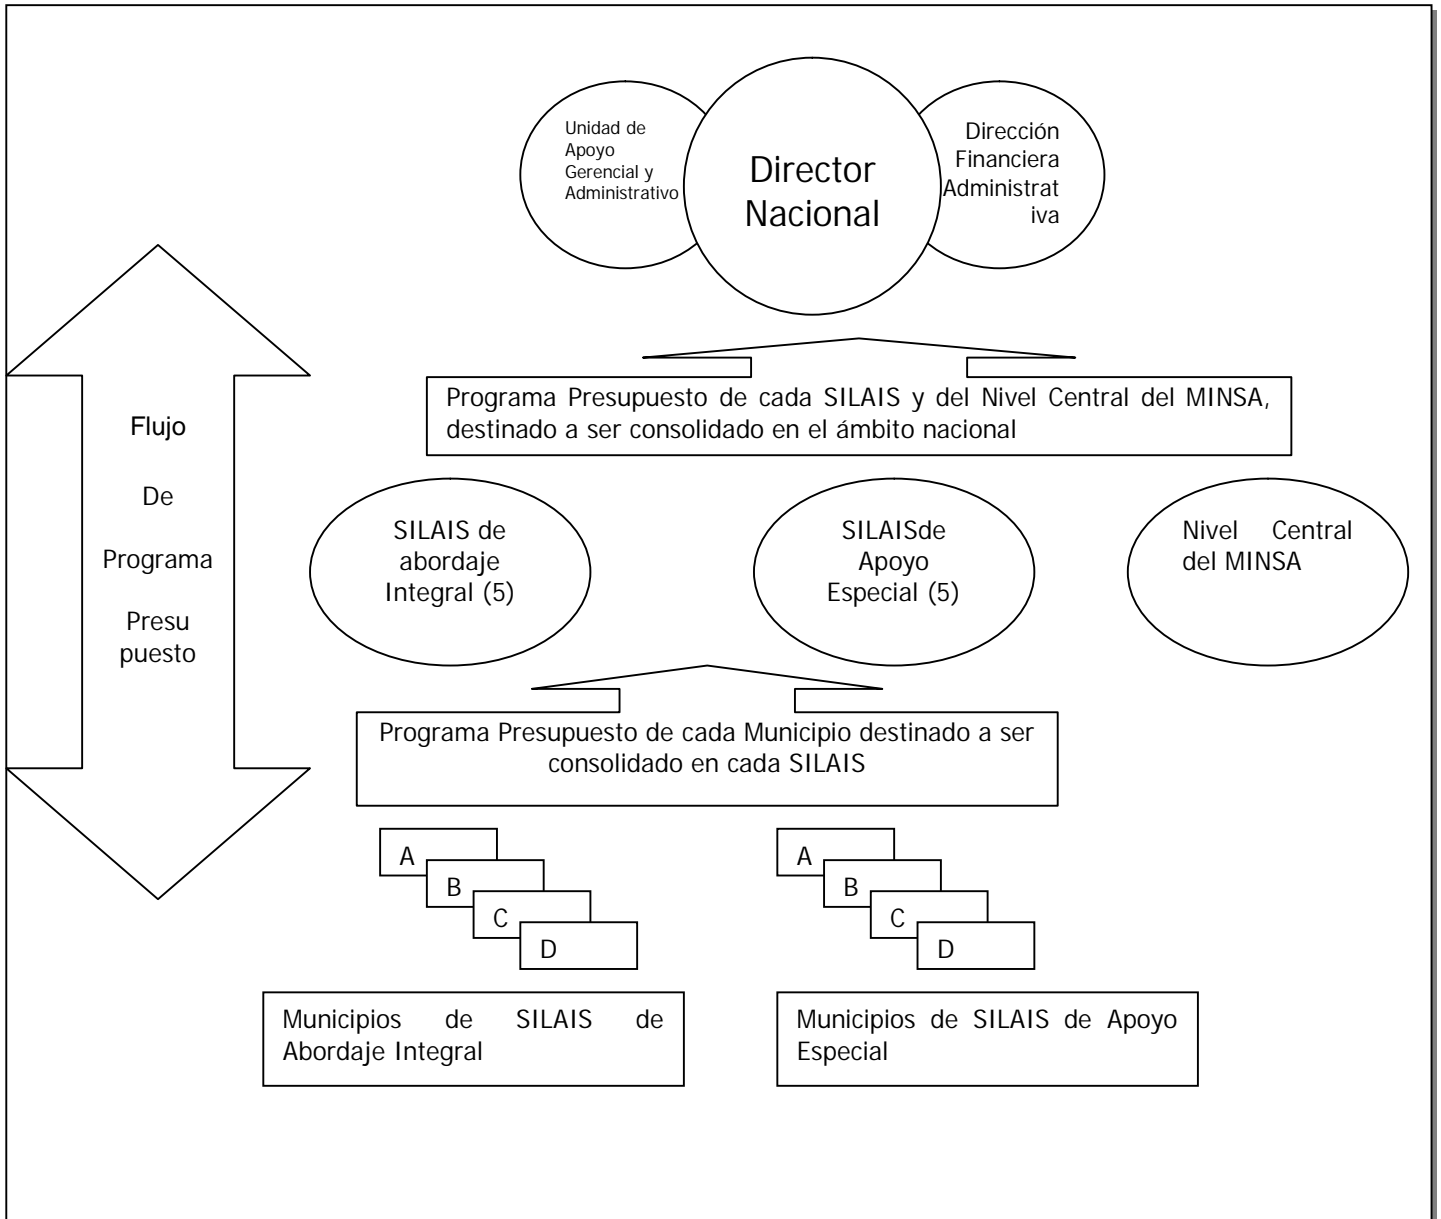 Unidad de
Apoyo
Gerencial y
Administrativo
Director
Nacional
Dirección
Financiera
Administrat
iva
Flujo
De
Programa
Presu
puesto
Programa Presupuesto de cada SILAIS y del Nivel Central del MINSA,
destinado a ser consolidado en el ámbito nacional
SILAIS de
abordaje
Integral (5)
SILAISde
Apoyo
Especial (5)
Nivel Central
del MINSA
Programa Presupuesto de cada Municipio destinado a ser
consolidado en cada SILAIS
A
B
C
D
A
B
C
D
Municipios de SILAIS de
Abordaje Integral
Municipios de SILAIS de Apoyo
Especial